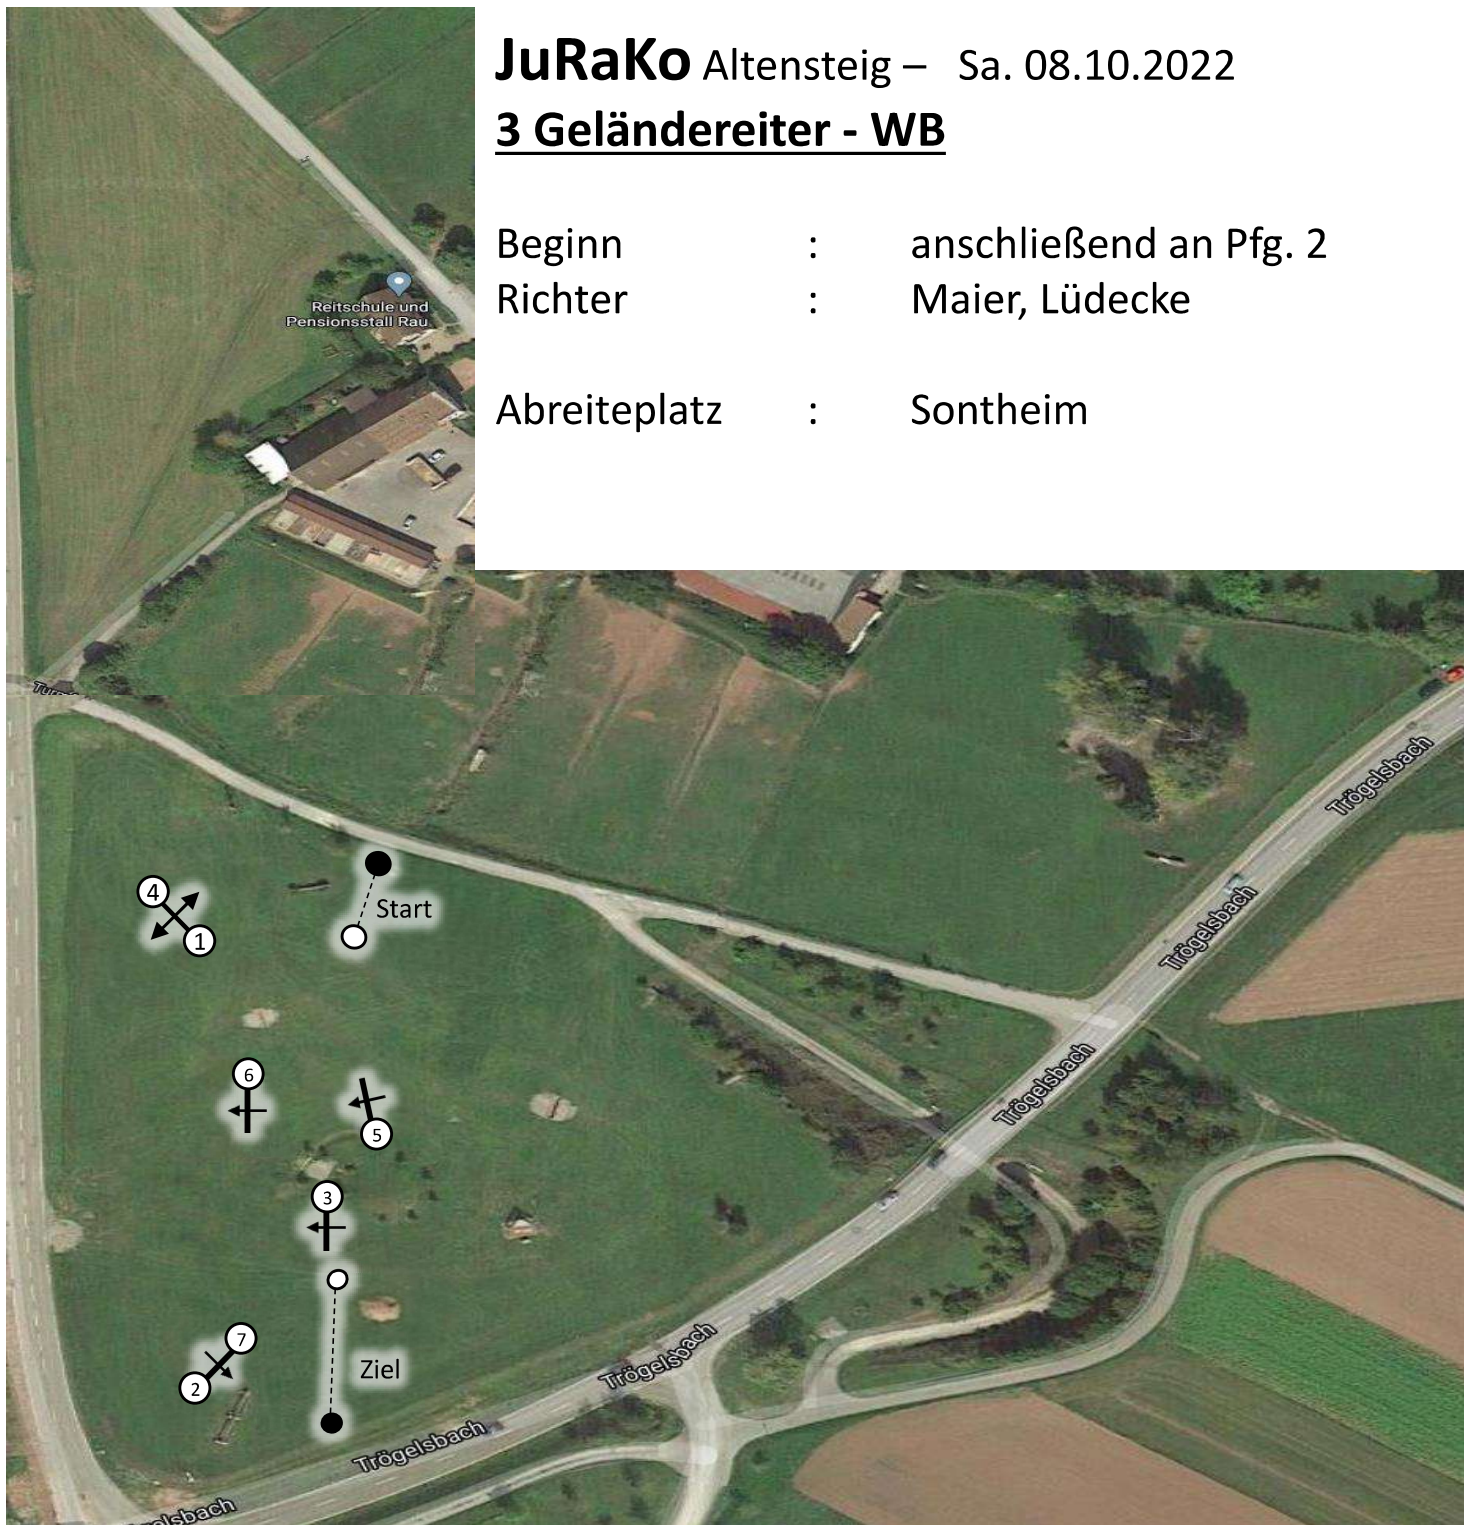 JuRaKo Altensteig – Sa. 08.10.2022
3 Geländereiter - WB
Beginn : anschließend an Pfg. 2
Richter : Maier, Lüdecke
Abreiteplatz : Sontheim
Reitschule und
Pensionsstall Rau
Trögelsbach
4
Start
1
Trögelsbach
6
Trögelsbach
5
3
7
Trögelsbach
Ziel
2
Trögelsbach